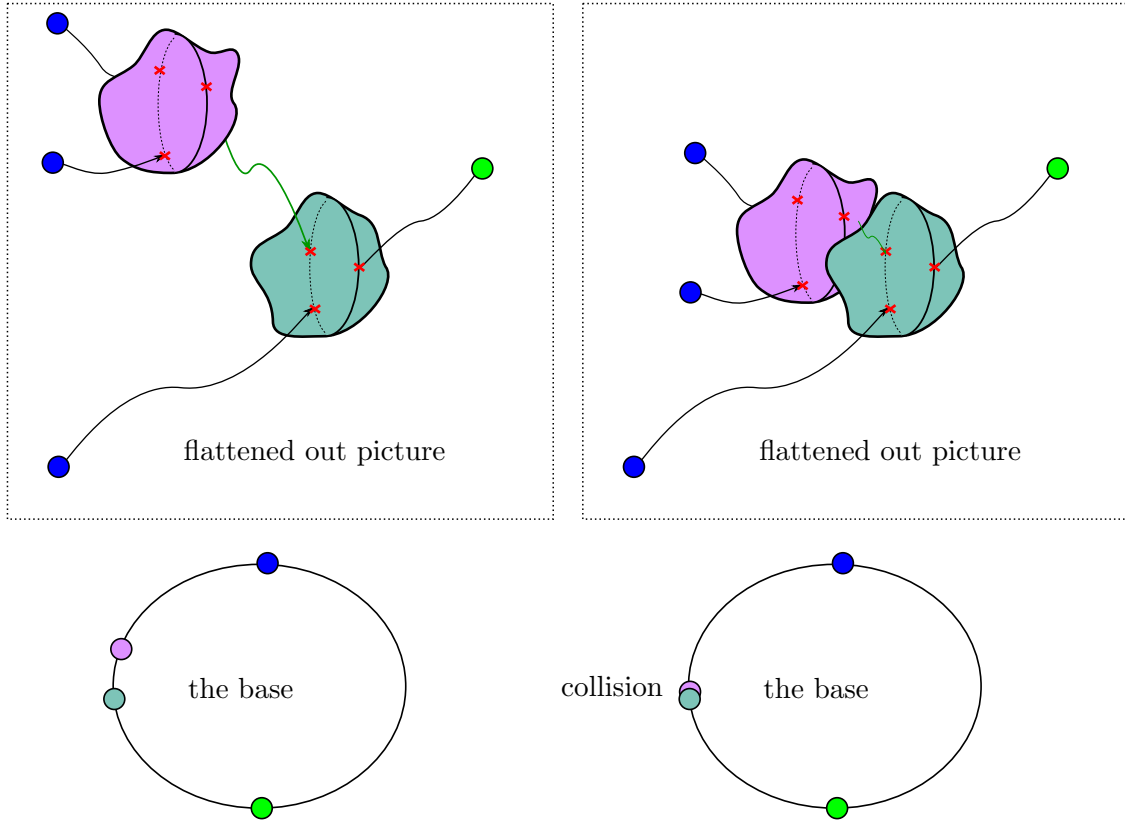 flattened out picture
flattened out picture
the base
collision
the base